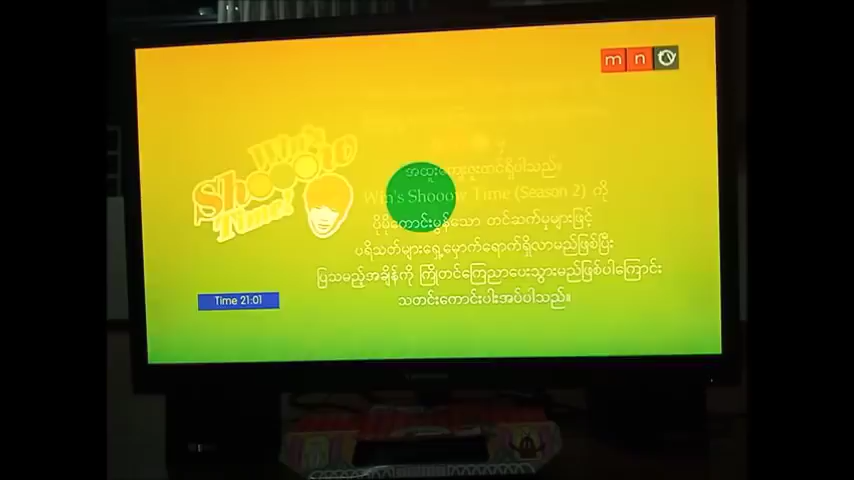 mntv
Win's
Shoooo
Time!
အထူးကျေးဇူးတင်ရှိပါသည်။
Win's Shooow Time (Season 2) ကို
ပိုမိုကောင်းမွန်သော တင်ဆက်မှုများဖြင့်
ပရိသတ်များရှေ့မှောက်ရောက်ရှိလာမည်ဖြစ်ပြီး
ပြသမည့်အချိန်ကို ကြိုတင်ကြေညာပေးသွားမည်ဖြစ်ပါကြောင်း
သတင်းကောင်းပါးအပ်ပါသည်။
Time 21:01